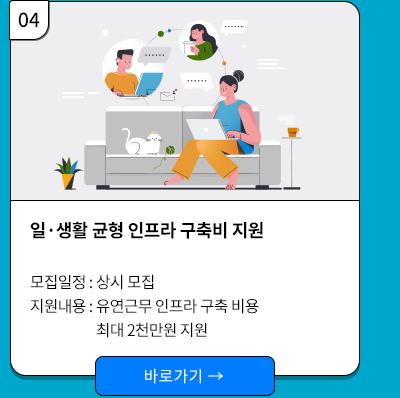 04
일·생활 균형 인프라 구축비 지원
모집일정 : 상시 모집
지원내용 : 유연근무 인프라 구축 비용
최대 2천만원 지원
바로가기 →